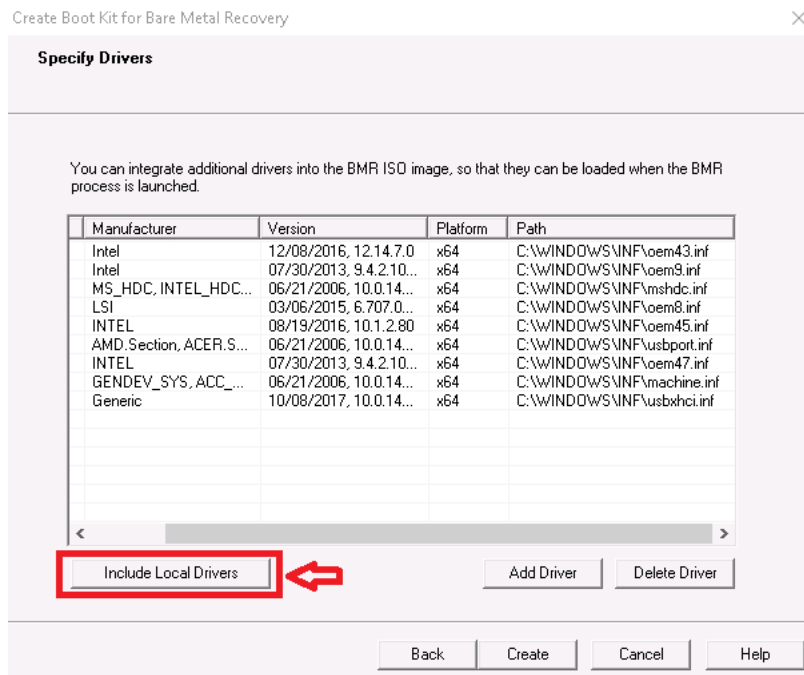 Create Boot Kit for Bare Metal Recovery
Specify Drivers
You can integrate additional drivers into the BMR ISO image, so that they can be loaded when the BMR
process is launched.
Manufacturer Version Platform Path
Intel 12/08/2016, 12.14.7.0 x64 C:\WINDOWS\INF\oem43.inf
Intel 07/30/2013, 9.4.2.10... x64 C:\WINDOWS\INF\oem9.inf
MS_HDC, INTEL_HDC... 06/21/2006, 10.0.14... x64 C:\WINDOWS\INF\mshdc.inf
LSI 03/06/2015, 6.707.0... x64 C:\WINDOWS\INF\oem8.inf
INTEL 08/19/2016, 10.1.2.80 x64 C:\WINDOWS\INF\oem45.inf
AMD.Section, ACER.S... 06/21/2006, 10.0.14... x64 C:\WINDOWS\INF\usbport.inf
INTEL 07/30/2013, 9.4.2.10... x64 C:\WINDOWS\INF\oem47.inf
GENDEV_SYS, ACC_... 06/21/2006, 10.0.14... x64 C:\WINDOWS\INF\machine.inf
Generic 10/08/2017, 10.0.14... x64 C:\WINDOWS\INF\usbxhci.inf
Include Local Drivers Add Driver Delete Driver
Back Create Cancel Help